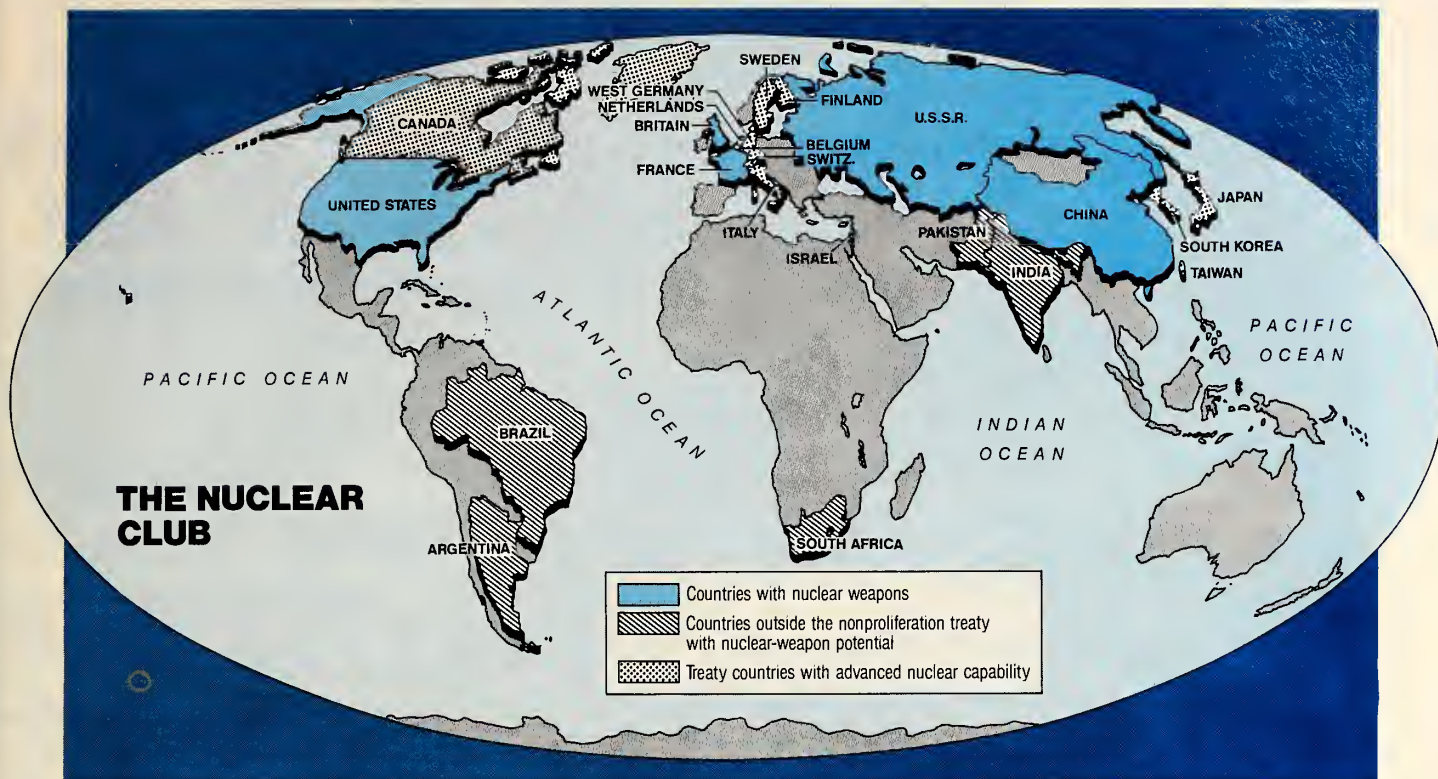 SWEDEN
WEST GERMANY
NETHERLANDS
FINLAND
BRITAIN
U.S.S.R.
CANADA
BELGIUM
SWITZ.
FRANCE
UNITED STATES
JAPAN
CHINA
ITALY
PAKISTAN
SOUTH KOREA
ISRAEL
INDIA
TAIWAN
ATLANTIC OCEAN
PACIFIC
OCEAN
PACIFIC OCEAN
INDIAN
OCEAN
BRAZIL
THE NUCLEAR
CLUB
ARGENTINA
SOUTH AFRICA
Countries with nuclear weapons
Countries outside the nonproliferation treaty
with nuclear-weapon potential
Treaty countries with advanced nuclear capability